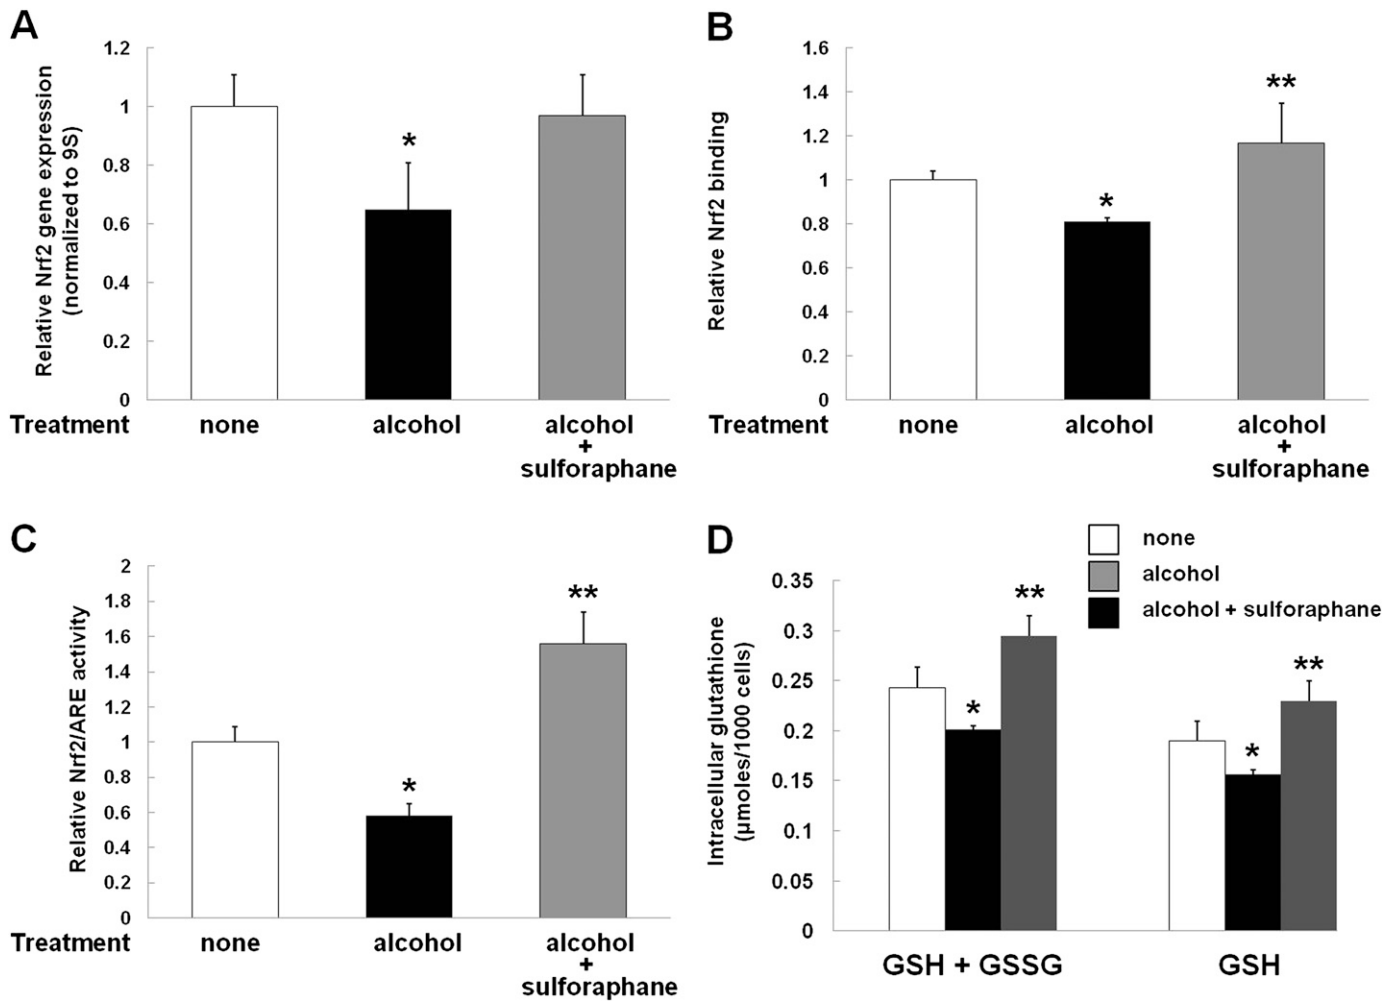 A
Relative Nrf2 gene expression
(normalized to 9S)
1.2
1
0.8
0.6
0.4
0.2
0
*
Treatment none alcohol alcohol
+
sulforaphane
B
Relative Nrf2 binding
1.6
1.4
1.2
1
0.8
0.6
0.4
0.2
0
*
**
Treatment none alcohol alcohol
+
sulforaphane
C
Relative Nrf2/ARE activity
2
1.8
1.6
1.4
1.2
1
0.8
0.6
0.4
0.2
0
*
**
Treatment none alcohol alcohol
+
sulforaphane
D
none
alcohol
alcohol + sulforaphane
Intracellular glutathione
(µmoles/1000 cells)
0.35
0.3
0.25
0.2
0.15
0.1
0.05
0
*
**
*
**
GSH + GSSG GSH